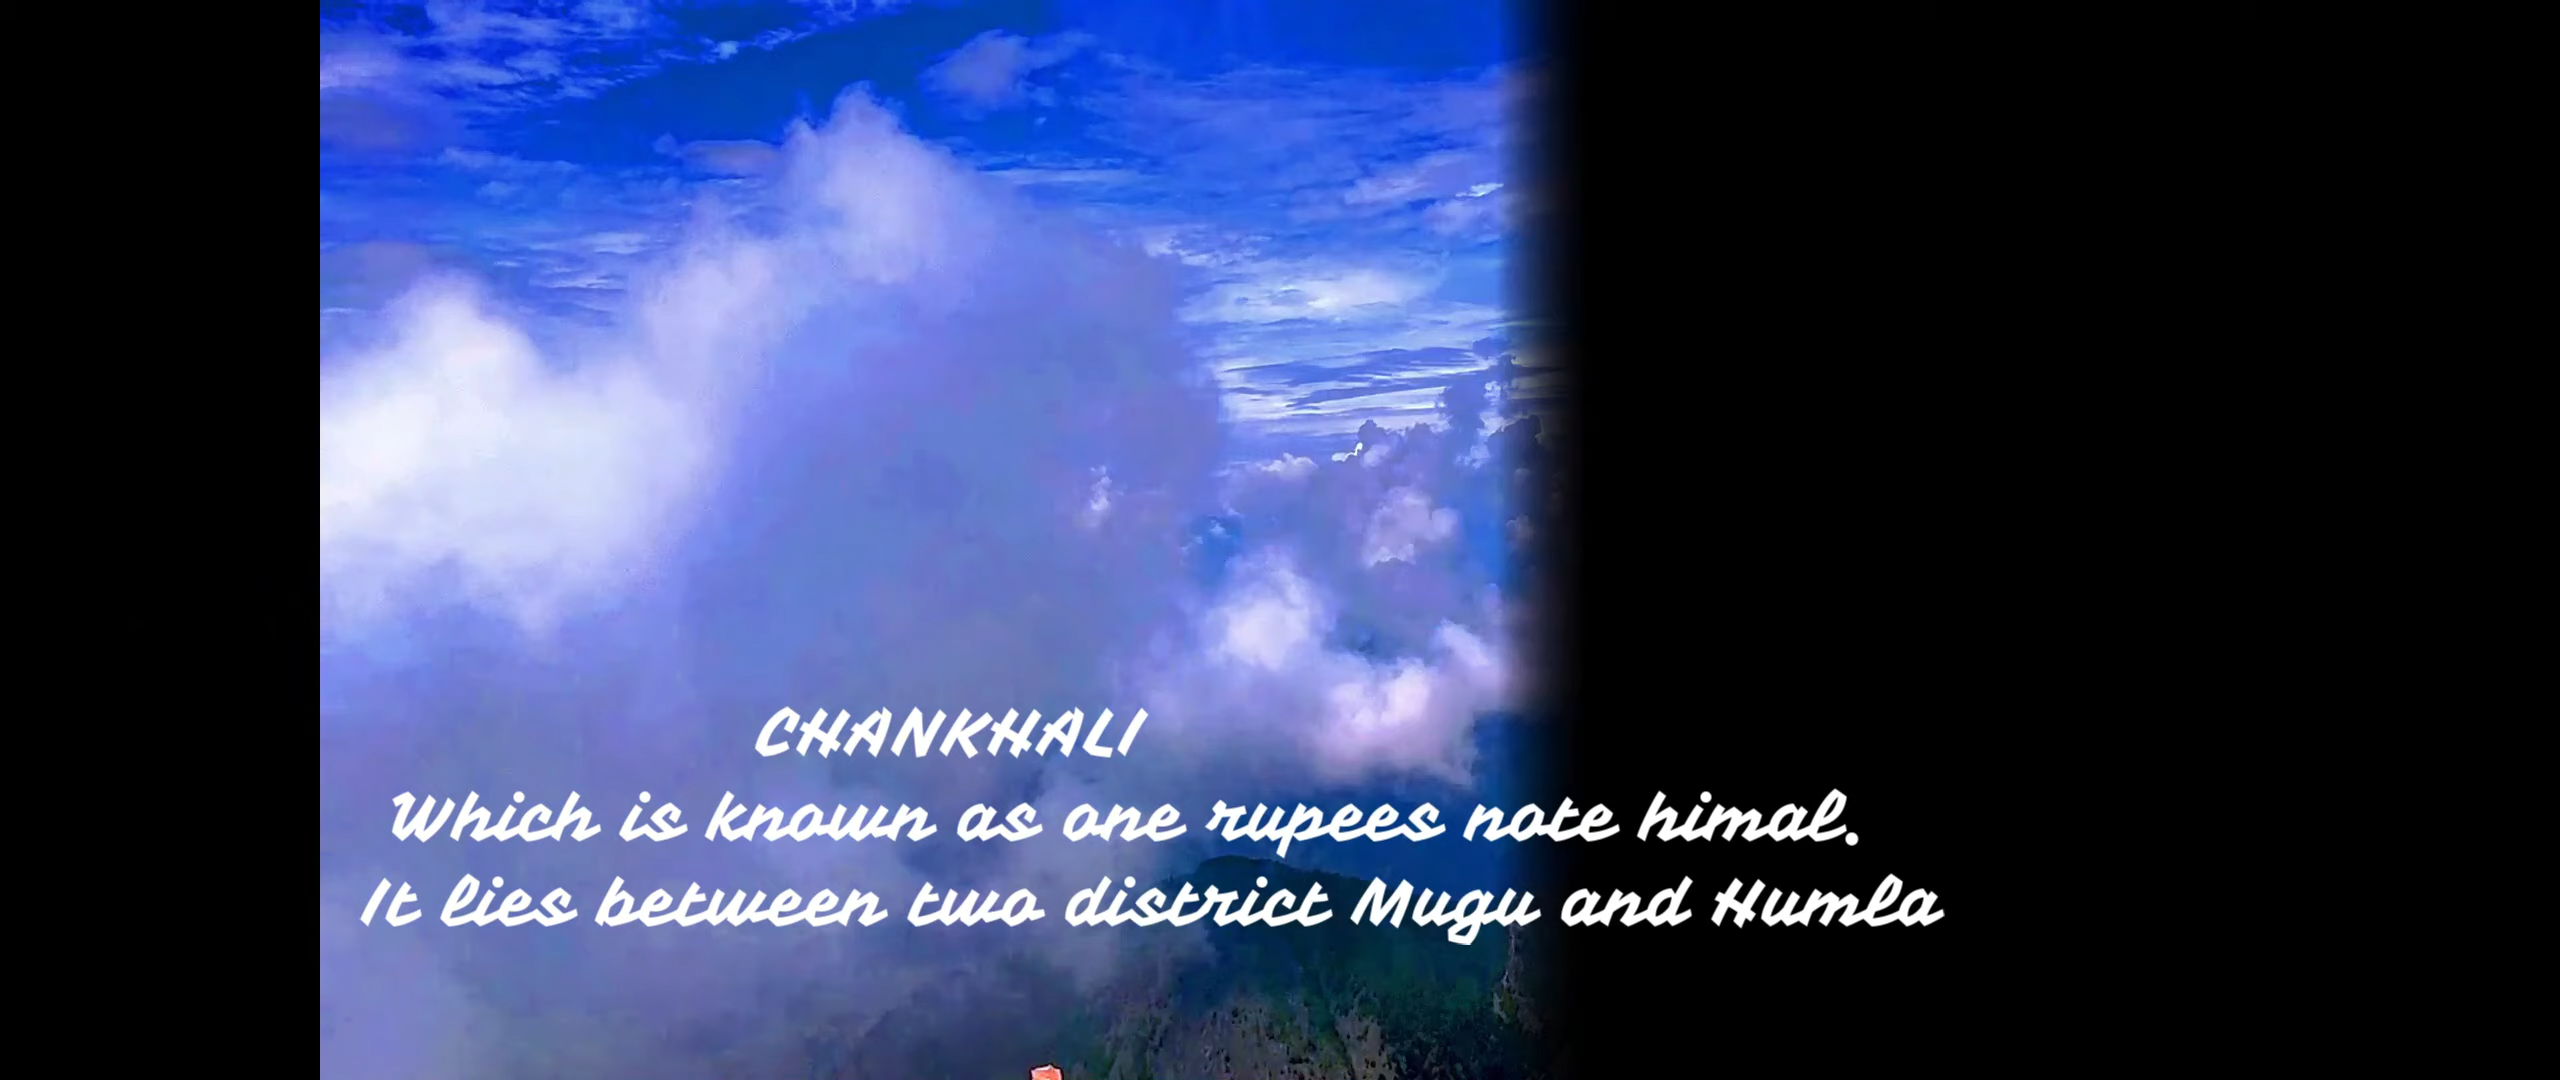 CHANKHALI
Which is known as one rupees note himal.
It lies between two district Mugu and Humla